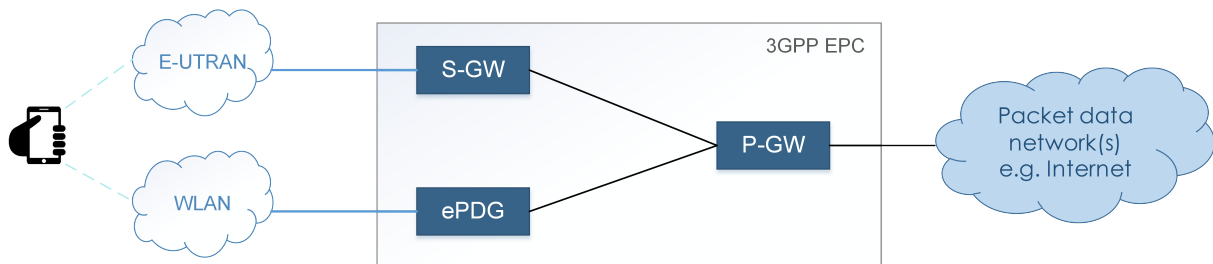 3GPP EPC
E-UTRAN
S-GW
P-GW
Packet data
network(s)
e.g. Internet
WLAN
ePDG